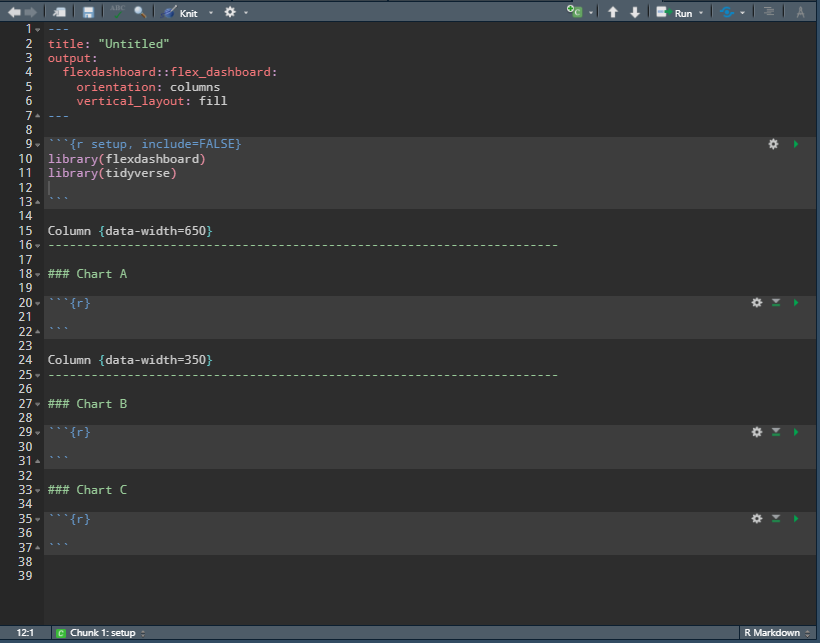 ABC Knit Run
1 ---
2 title: "Untitled"
3 output:
4   flexdashboard::flex_dashboard:
5     orientation: columns
6     vertical_layout: fill
7 ---
8
9 ```{r setup, include=FALSE}
10 library(flexdashboard)
11 library(tidyverse)
12
13 ```
14
15 Column {data-width=650}
16 -----------------------------------------------------------------------
17
18 ### Chart A
19
20 ```{r}
21
22 ```
23
24 Column {data-width=350}
25 -----------------------------------------------------------------------
26
27 ### Chart B
28
29 ```{r}
30
31 ```
32
33 ### Chart C
34
35 ```{r}
36
37 ```
38
39
12:1 C Chunk 1: setup R Markdown